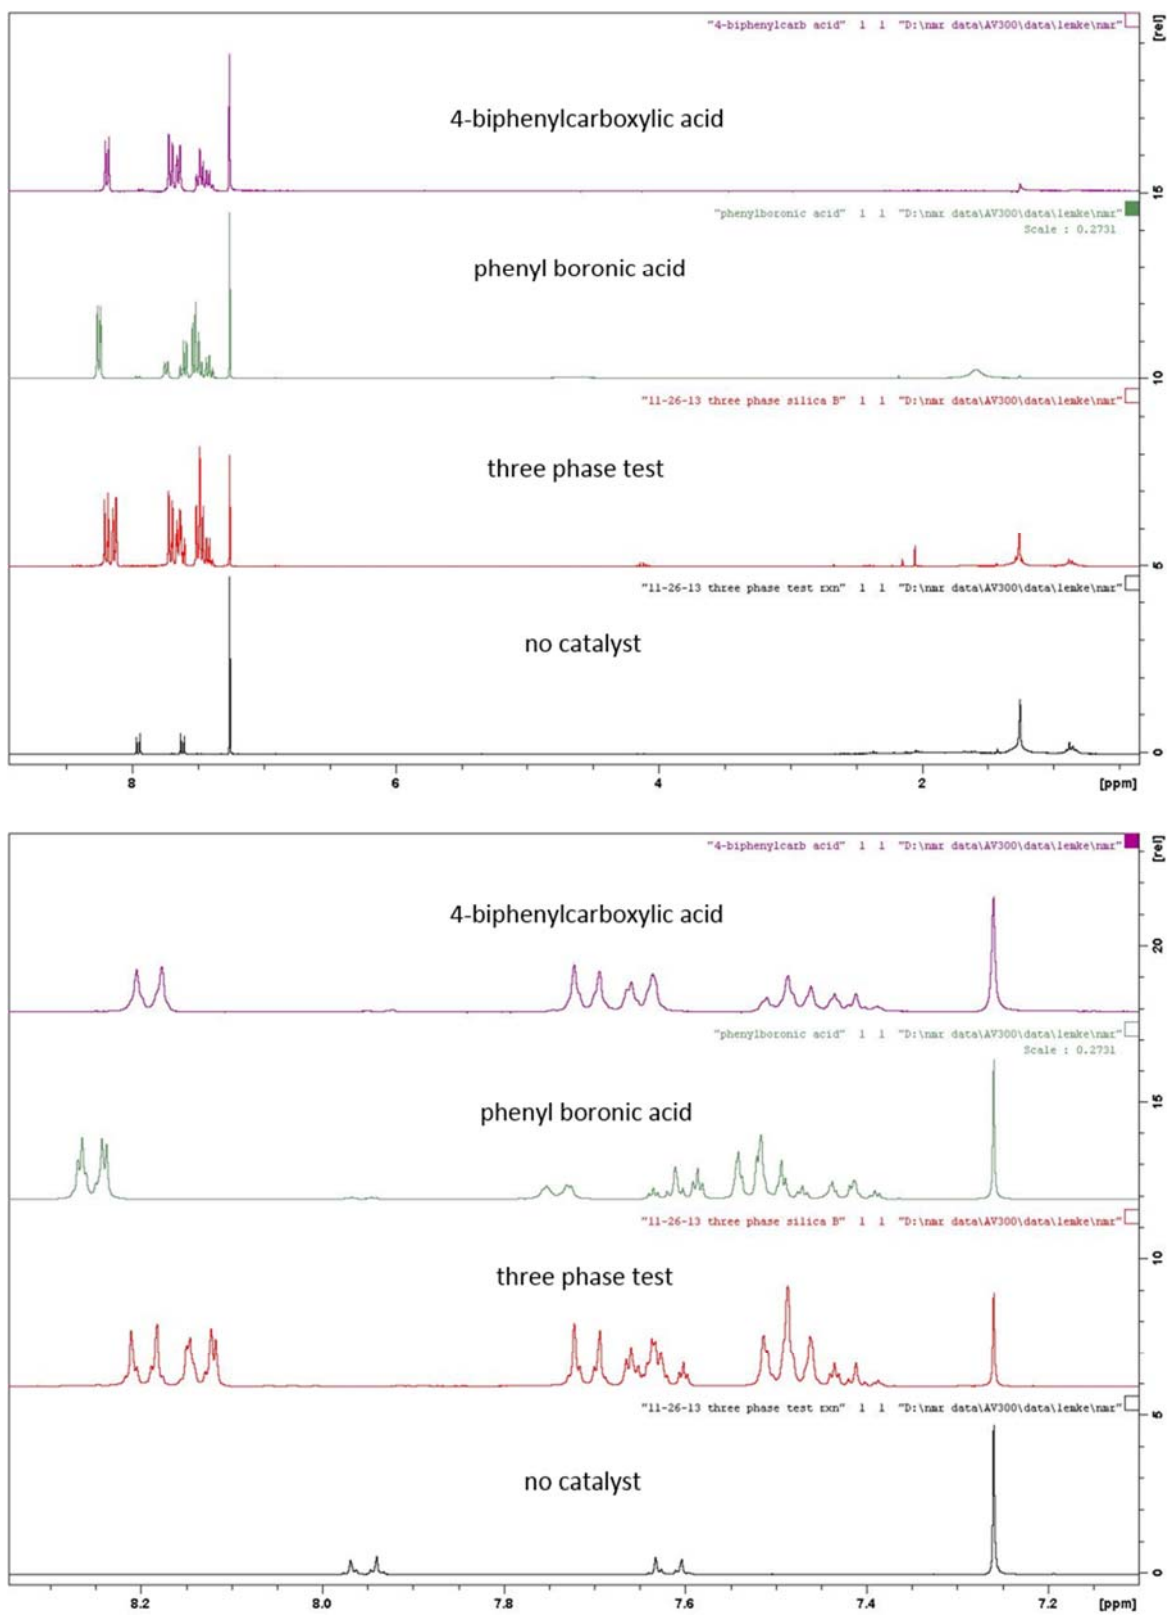 "4-biphenylcarb acid" 1 1 "D:\nmr data\AV300\data\lemke\nmr"
[rel]
4-biphenylcarboxylic acid
15
"phenylboronic acid" 1 1 "D:\nmr data\AV300\data\lemke\nmr"
Scale : 0.2731
phenyl boronic acid
10
"11-26-13 three phase silica B" 1 1 "D:\nmr data\AV300\data\lemke\nmr"
three phase test
5
"11-26-13 three phase test rxn" 1 1 "D:\nmr data\AV300\data\lemke\nmr"
no catalyst
0
8 6 4 2 [ppm]
"4-biphenylcarb acid" 1 1 "D:\nmr data\AV300\data\lemke\nmr"
[rel]
4-biphenylcarboxylic acid
20
"phenylboronic acid" 1 1 "D:\nmr data\AV300\data\lemke\nmr"
Scale : 0.2731
phenyl boronic acid
15
"11-26-13 three phase silica B" 1 1 "D:\nmr data\AV300\data\lemke\nmr"
10
three phase test
"11-26-13 three phase test rxn" 1 1 "D:\nmr data\AV300\data\lemke\nmr"
5
no catalyst
0
8.2 8.0 7.8 7.6 7.4 7.2 [ppm]